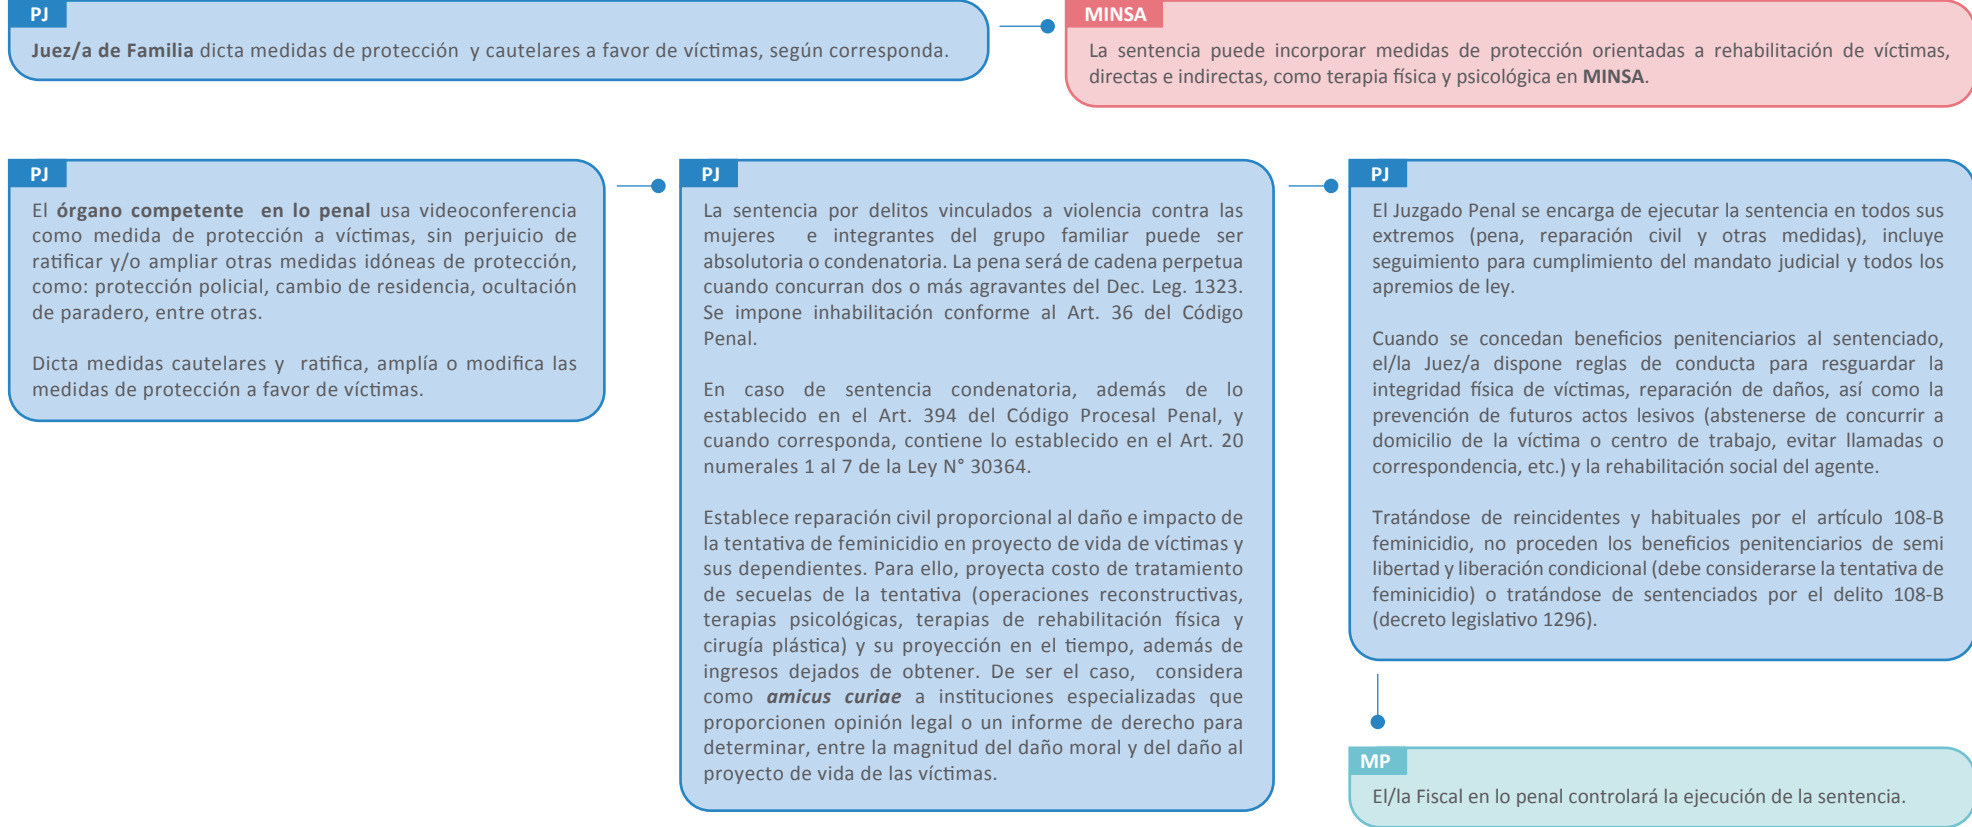 PJ
Juez/a de Familia dicta medidas de protección y cautelares a favor de víctimas, según corresponda.
MINSA
La sentencia puede incorporar medidas de protección orientadas a rehabilitación de víctimas,
directas e indirectas, como terapia física y psicológica en MINSA.
PJ
El órgano competente en lo penal usa videoconferencia
como medida de protección a víctimas, sin perjuicio de
ratificar y/o ampliar otras medidas idóneas de protección,
como: protección policial, cambio de residencia, ocultación
de paradero, entre otras.
Dicta medidas cautelares y ratifica, amplía o modifica las
medidas de protección a favor de víctimas.
PJ
La sentencia por delitos vinculados a violencia contra las
mujeres e integrantes del grupo familiar puede ser
absolutoria o condenatoria. La pena será de cadena perpetua
cuando concurran dos o más agravantes del Dec. Leg. 1323.
Se impone inhabilitación conforme al Art. 36 del Código
Penal.
En caso de sentencia condenatoria, además de lo
establecido en el Art. 394 del Código Procesal Penal, y
cuando corresponda, contiene lo establecido en el Art. 20
numerales 1 al 7 de la Ley N° 30364.
Establece reparación civil proporcional al daño e impacto de
la tentativa de feminicidio en proyecto de vida de víctimas y
sus dependientes. Para ello, proyecta costo de tratamiento
de secuelas de la tentativa (operaciones reconstructivas,
terapias psicológicas, terapias de rehabilitación física y
cirugía plástica) y su proyección en el tiempo, además de
ingresos dejados de obtener. De ser el caso, considera
como amicus curiae a instituciones especializadas que
proporcionen opinión legal o un informe de derecho para
determinar, entre la magnitud del daño moral y del daño al
proyecto de vida de las víctimas.
PJ
El Juzgado Penal se encarga de ejecutar la sentencia en todos sus
extremos (pena, reparación civil y otras medidas), incluye
seguimiento para cumplimiento del mandato judicial y todos los
apremios de ley.
Cuando se concedan beneficios penitenciarios al sentenciado,
el/la Juez/a dispone reglas de conducta para resguardar la
integridad física de víctimas, reparación de daños, así como la
prevención de futuros actos lesivos (abstenerse de concurrir a
domicilio de la víctima o centro de trabajo, evitar llamadas o
correspondencia, etc.) y la rehabilitación social del agente.
Tratándose de reincidentes y habituales por el artículo 108-B
feminicidio, no proceden los beneficios penitenciarios de semi
libertad y liberación condicional (debe considerarse la tentativa de
feminicidio) o tratándose de sentenciados por el delito 108-B
(decreto legislativo 1296).
MP
El/la Fiscal en lo penal controlará la ejecución de la sentencia.